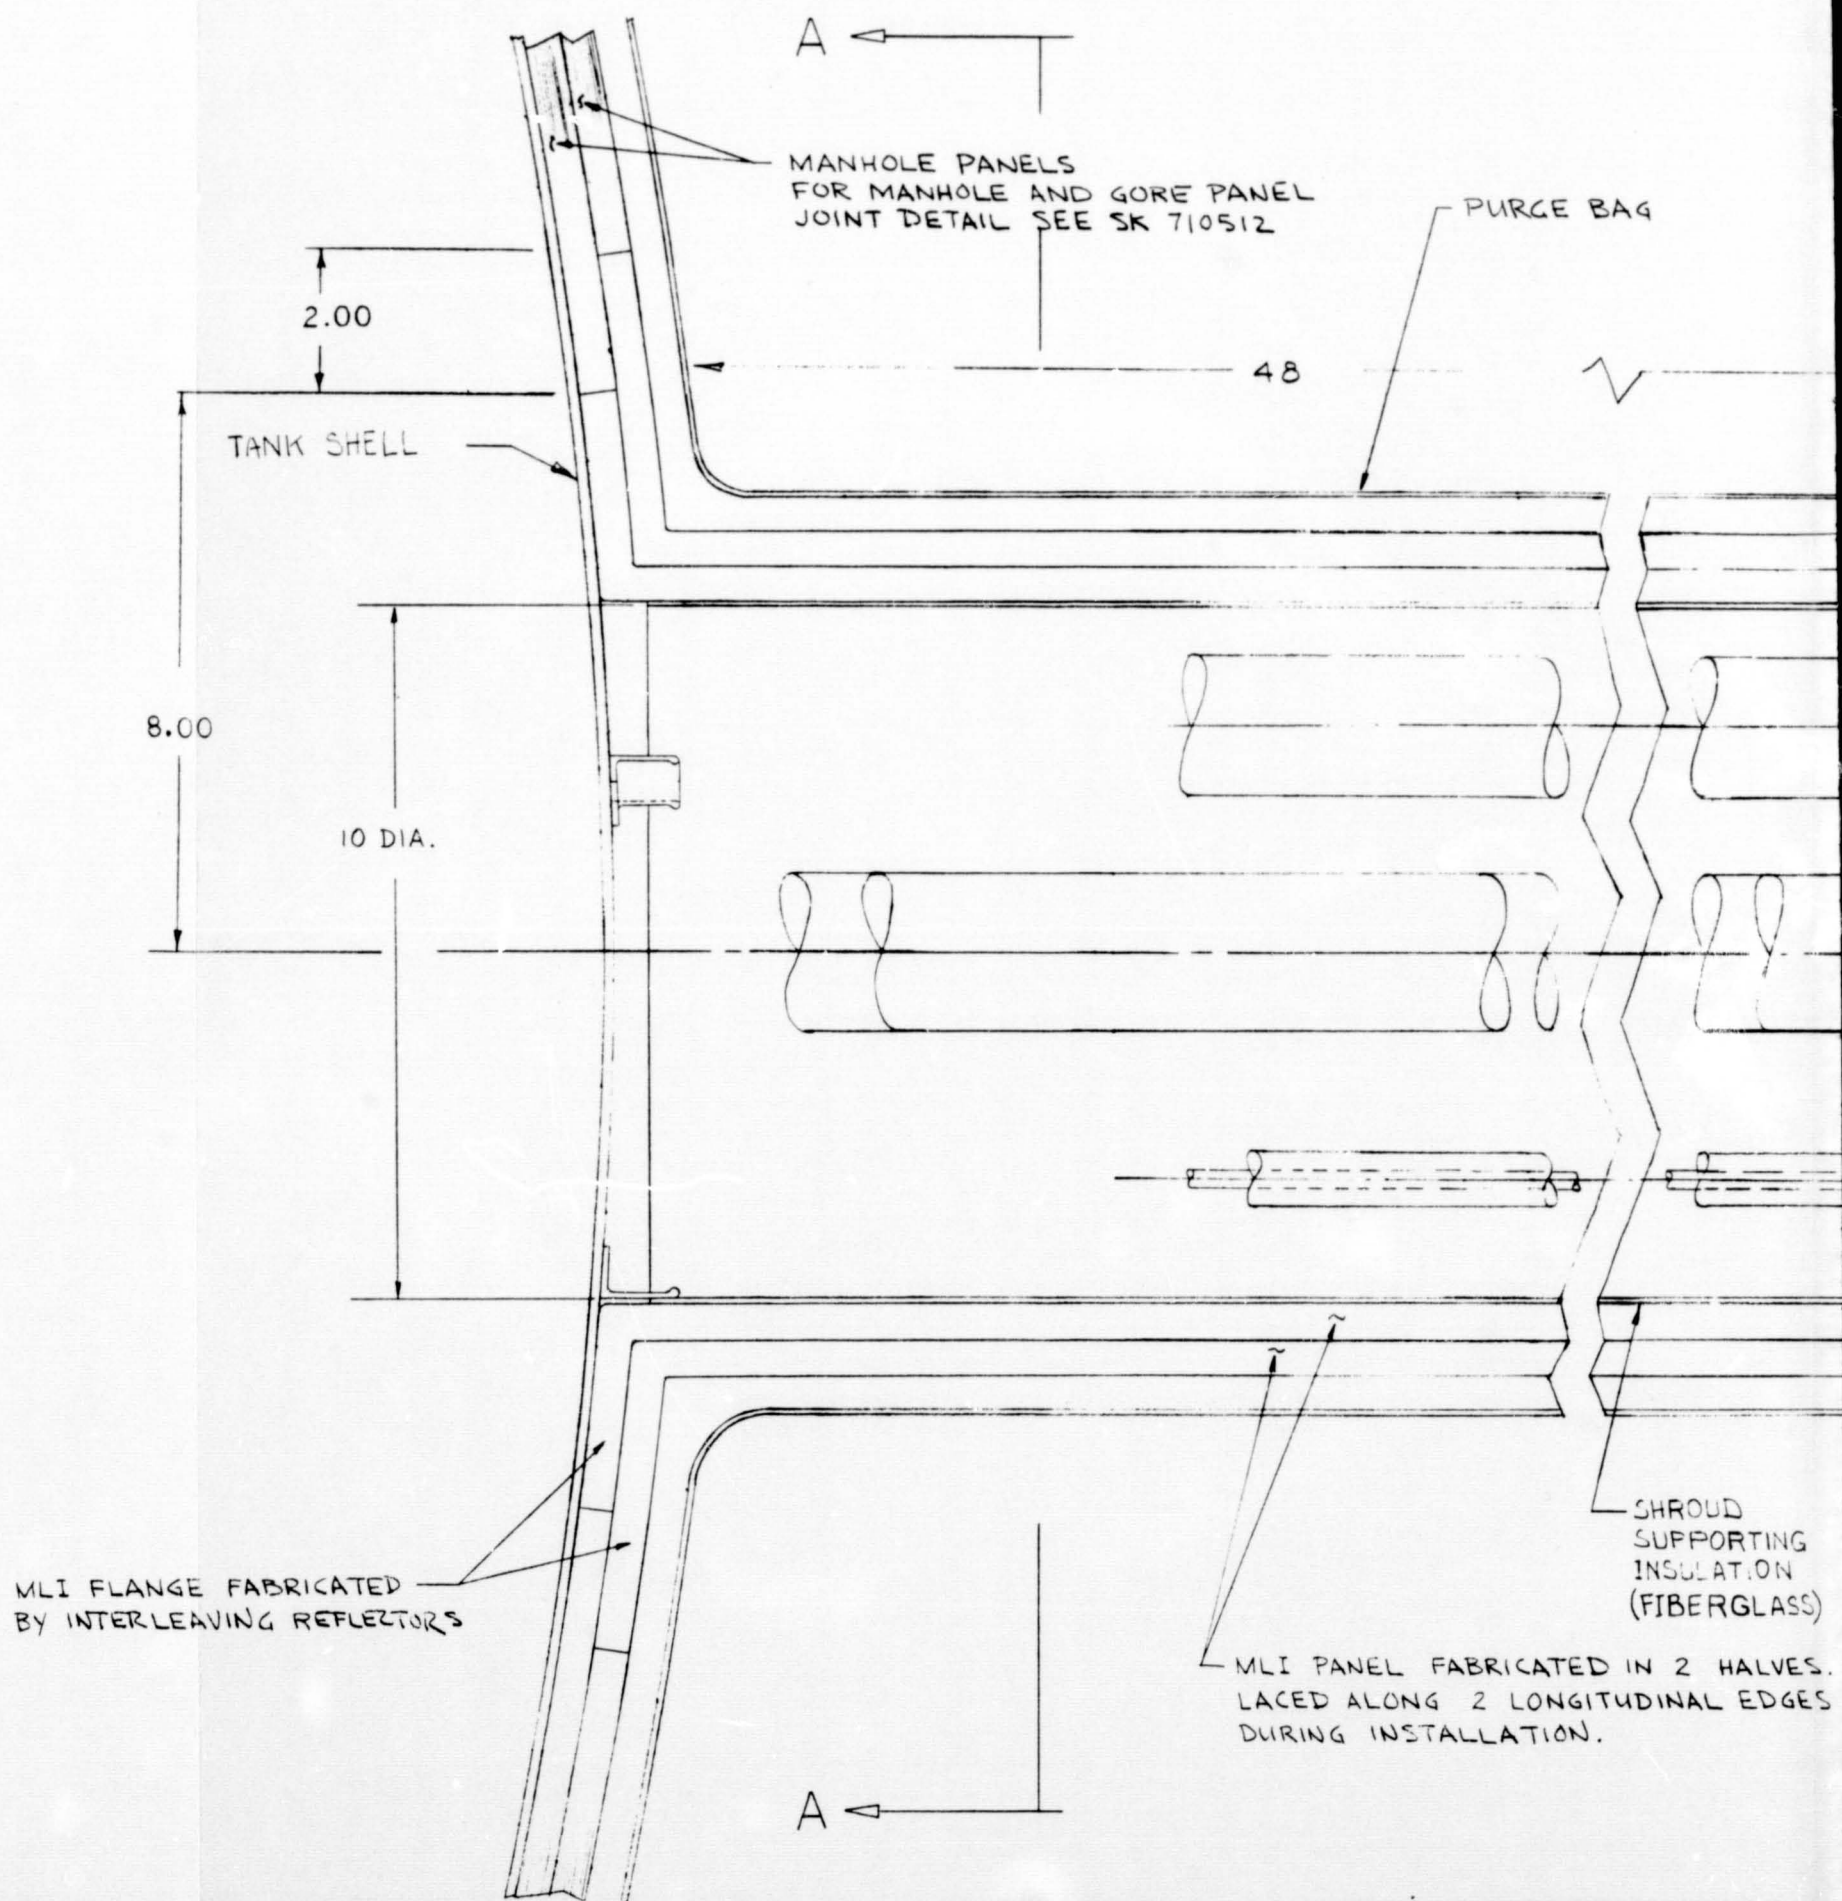 A
MANHOLE PANELS
FOR MANHOLE AND GORE PANEL
JOINT DETAIL SEE SK 710512
PURGE BAG
2.00
48
TANK SHELL
8.00
10 DIA.
SHROUD
SUPPORTING
INSULATION
(FIBERGLASS)
MLI FLANGE FABRICATED
BY INTERLEAVING REFLECTORS
MLI PANEL FABRICATED IN 2 HALVES.
LACED ALONG 2 LONGITUDINAL EDGES
DURING INSTALLATION.
A